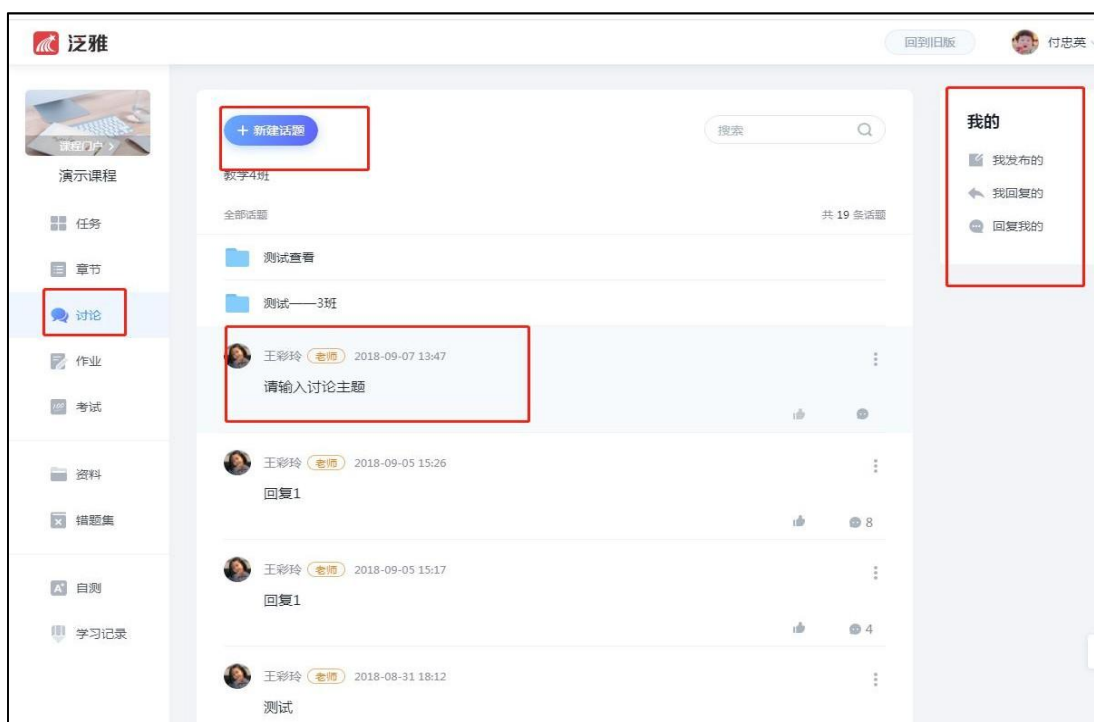 泛雅
回到旧版
付忠英
课程门户 >
演示课程
任务
章节
讨论
作业
考试
资料
错题集
自测
学习记录
+ 新建话题
搜索
教学4班
全部话题
共 19 条话题
测试查看
测试——3班
王彩玲 老师 2018-09-07 13:47
请输入讨论主题
王彩玲 老师 2018-09-05 15:26
回复1
8
王彩玲 老师 2018-09-05 15:17
回复1
4
王彩玲 老师 2018-08-31 18:12
测试
我的
我发布的
我回复的
回复我的